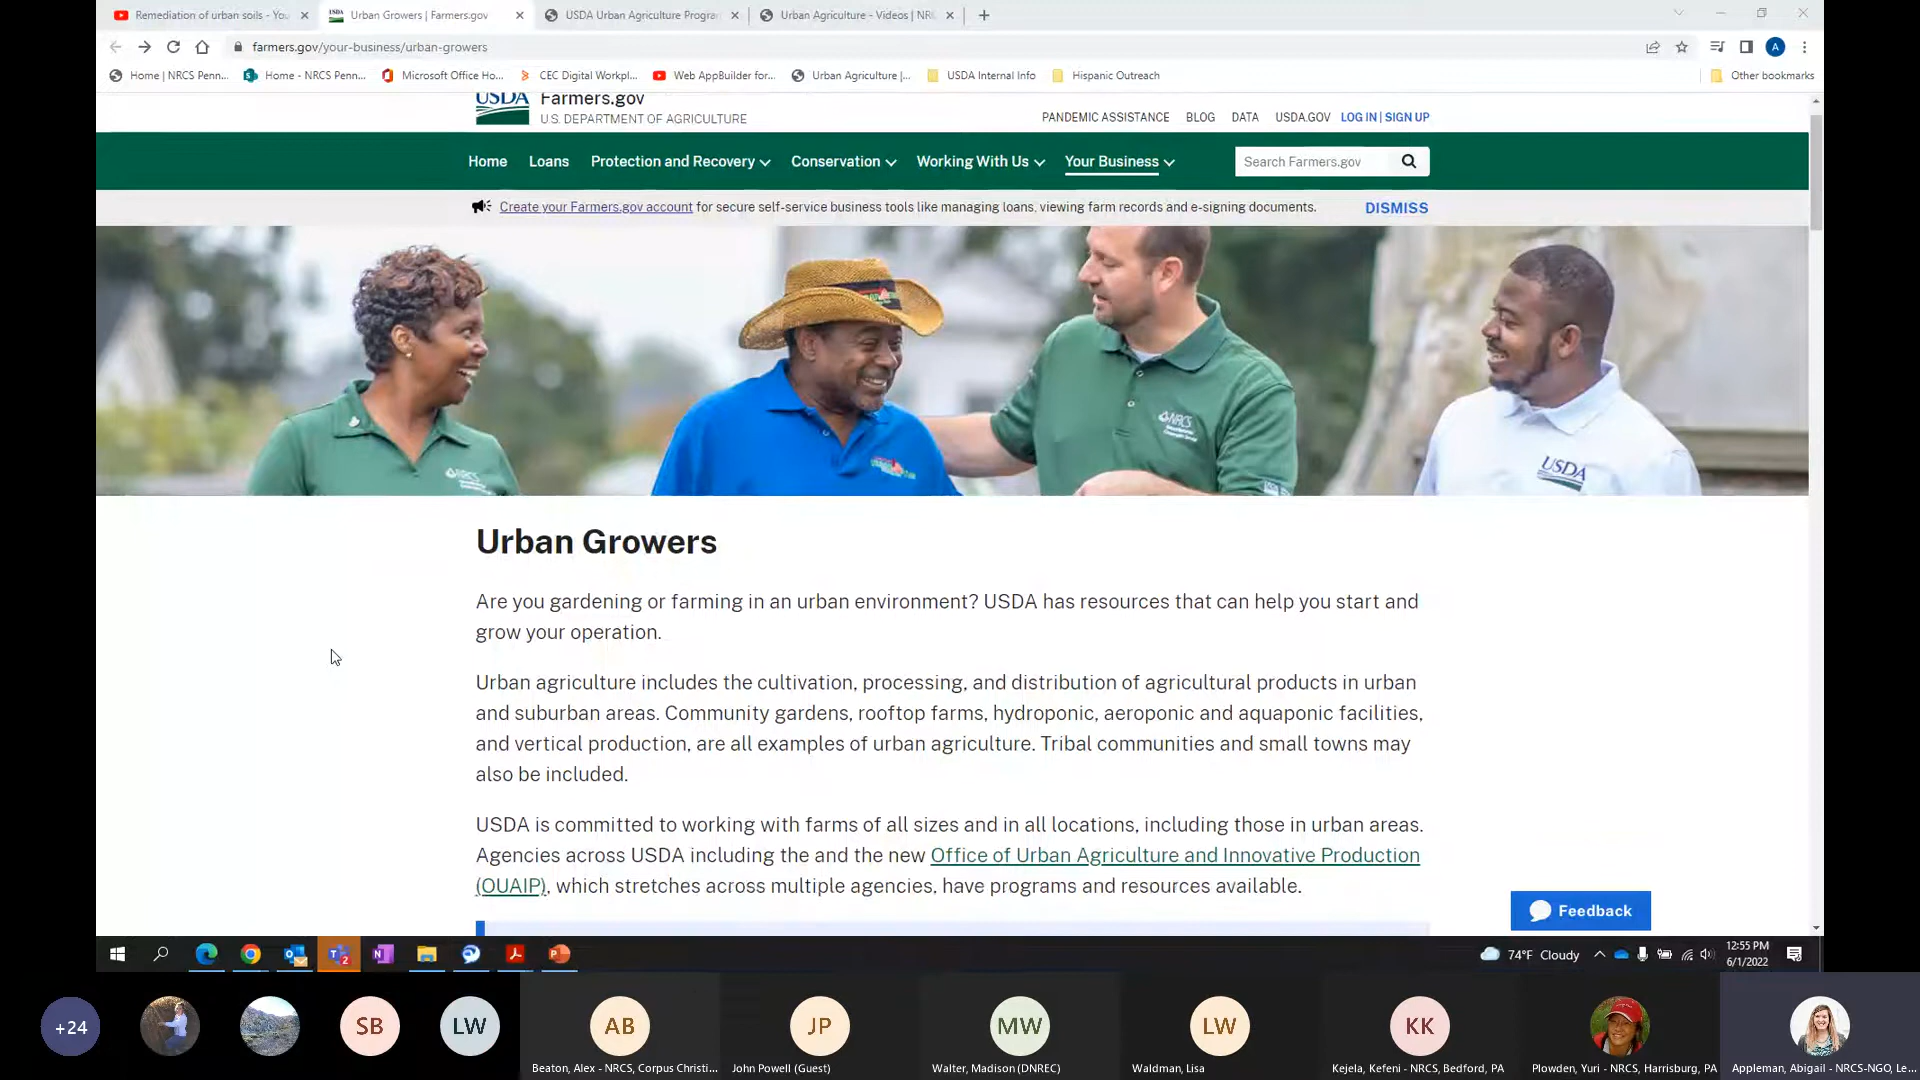 Remediation of urban soils - You
Urban Growers | Farmers.gov
USDA Urban Agriculture Program
Urban Agriculture - Videos | NR
farmers.gov/your-business/urban-growers
A
Home | NRCS Penn...
Home - NRCS Penn...
Microsoft Office Ho...
CEC Digital Workpl...
Web AppBuilder for...
Urban Agriculture |...
USDA Internal Info
Hispanic Outreach
Other bookmarks
USDA
Farmers.gov
U.S. DEPARTMENT OF AGRICULTURE
PANDEMIC ASSISTANCE BLOG DATA USDA.GOV LOG IN | SIGN UP
Home Loans Protection and Recovery Conservation Working With Us Your Business
Search Farmers.gov
Create your Farmers.gov account for secure self-service business tools like managing loans, viewing farm records and e-signing documents.
DISMISS
NRCS
NRCS
USDA
Urban Growers
Are you gardening or farming in an urban environment? USDA has resources that can help you start and
grow your operation.
Urban agriculture includes the cultivation, processing, and distribution of agricultural products in urban
and suburban areas. Community gardens, rooftop farms, hydroponic, aeroponic and aquaponic facilities,
and vertical production, are all examples of urban agriculture. Tribal communities and small towns may
also be included.
USDA is committed to working with farms of all sizes and in all locations, including those in urban areas.
Agencies across USDA including the and the new Office of Urban Agriculture and Innovative Production
(OUAIP), which stretches across multiple agencies, have programs and resources available.
Feedback
2
74°F Cloudy
12:55 PM
6/1/2022
+24
SB
LW
AB
JP
MW
LW
KK
Beaton, Alex - NRCS, Corpus Christi...
John Powell (Guest)
Walter, Madison (DNREC)
Waldman, Lisa
Kejela, Kefeni - NRCS, Bedford, PA
Plowden, Yuri - NRCS, Harrisburg, PA
Appleman, Abigail - NRCS-NGO, Le...